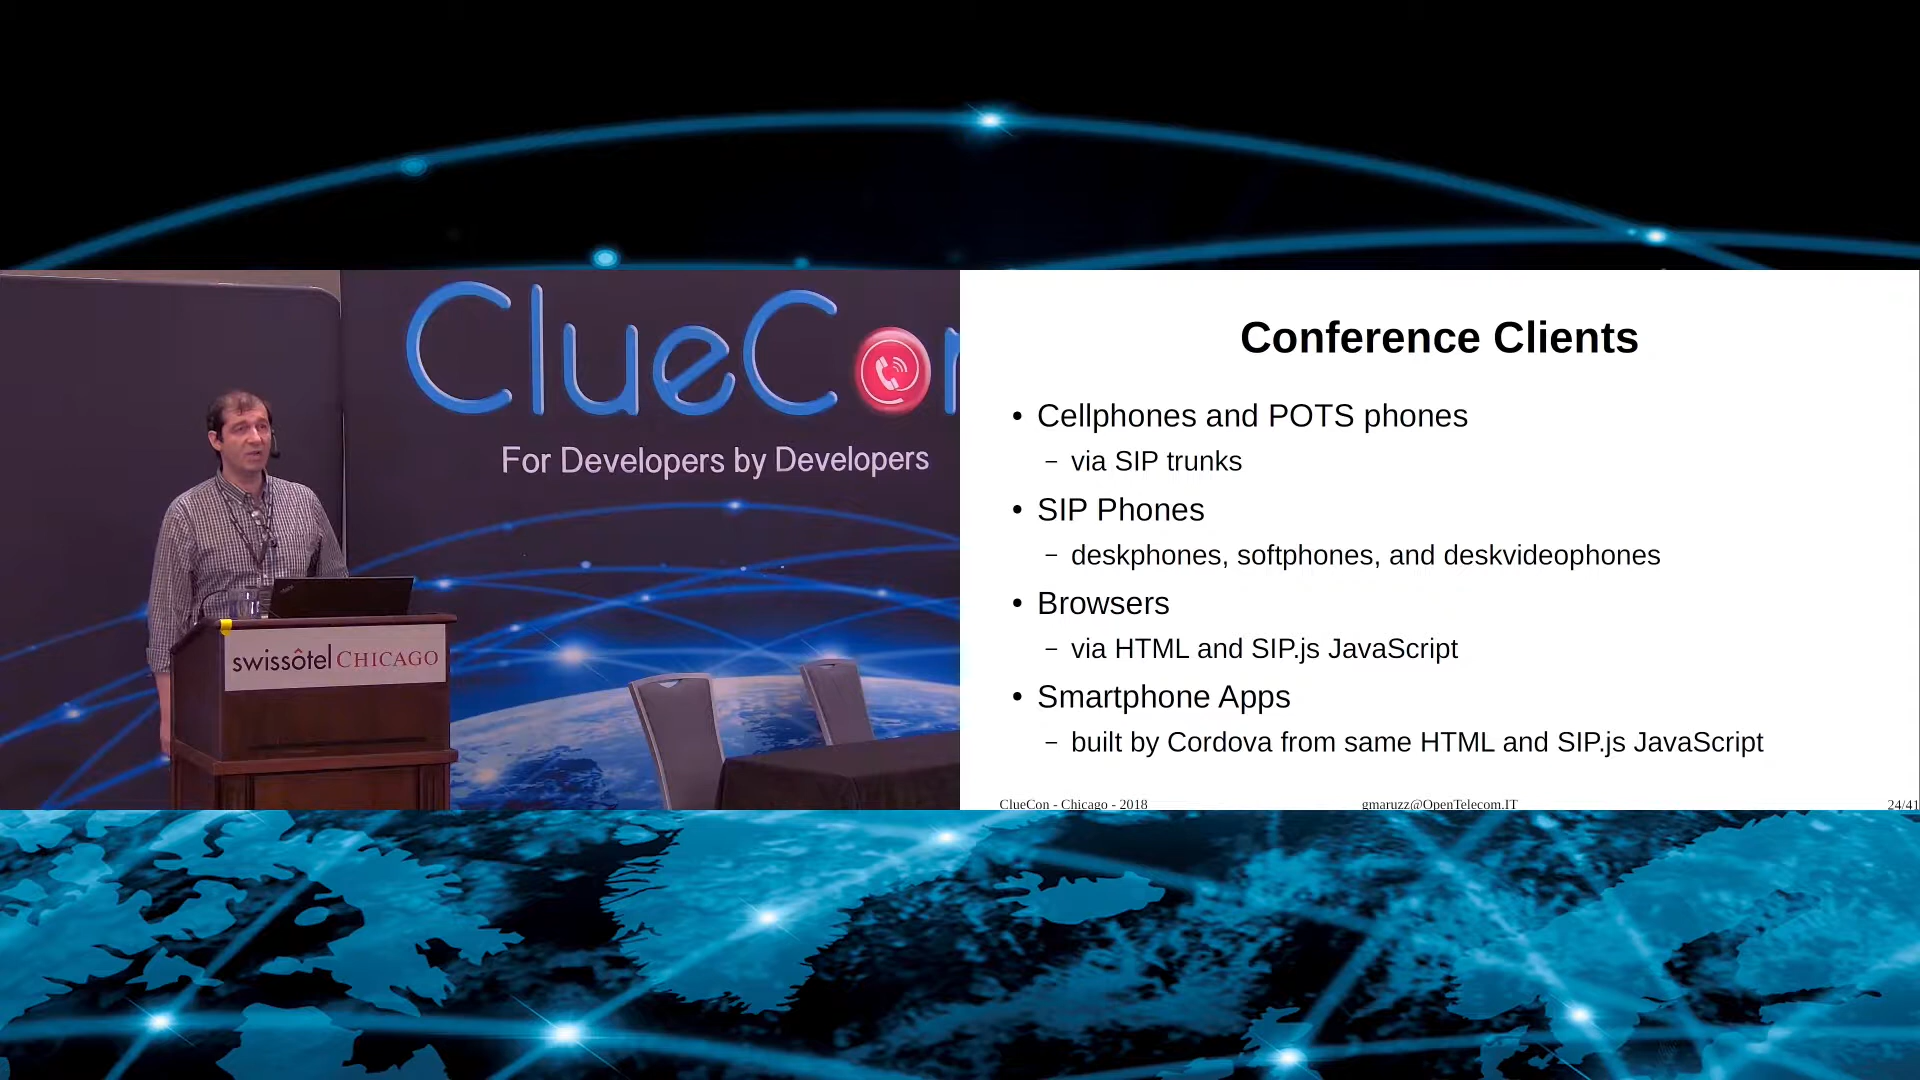 ClueCon
For Developers by Developers
swissôtel CHICAGO
Conference Clients
• Cellphones and POTS phones
– via SIP trunks
• SIP Phones
– deskphones, softphones, and deskvideophones
• Browsers
– via HTML and SIP.js JavaScript
• Smartphone Apps
– built by Cordova from same HTML and SIP.js JavaScript
ClueCon - Chicago - 2018
gmaruzz@OpenTelecom.IT
24/41